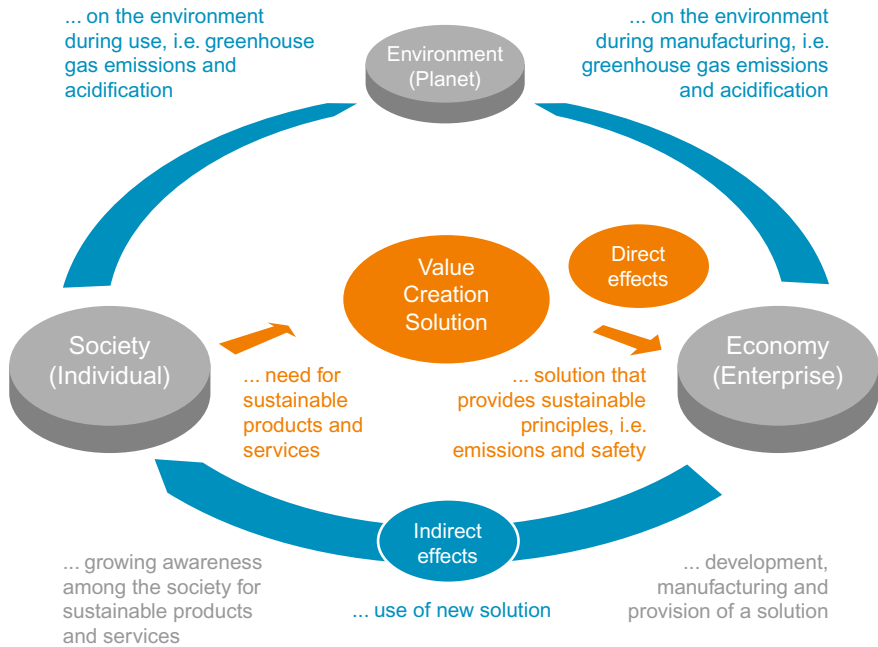 ... on the environment
during use, i.e. greenhouse
gas emissions and
acidification
Environment
(Planet)
... on the environment
during manufacturing, i.e.
greenhouse gas emissions
and acidification
Value
Creation
Solution
Direct
effects
Society
(Individual)
Economy
(Enterprise)
... need for
sustainable
products and
services
... solution that
provides sustainable
principles, i.e.
emissions and safety
Indirect
effects
... growing awareness
among the society for
sustainable products
and services
... use of new solution
... development,
manufacturing and
provision of a solution